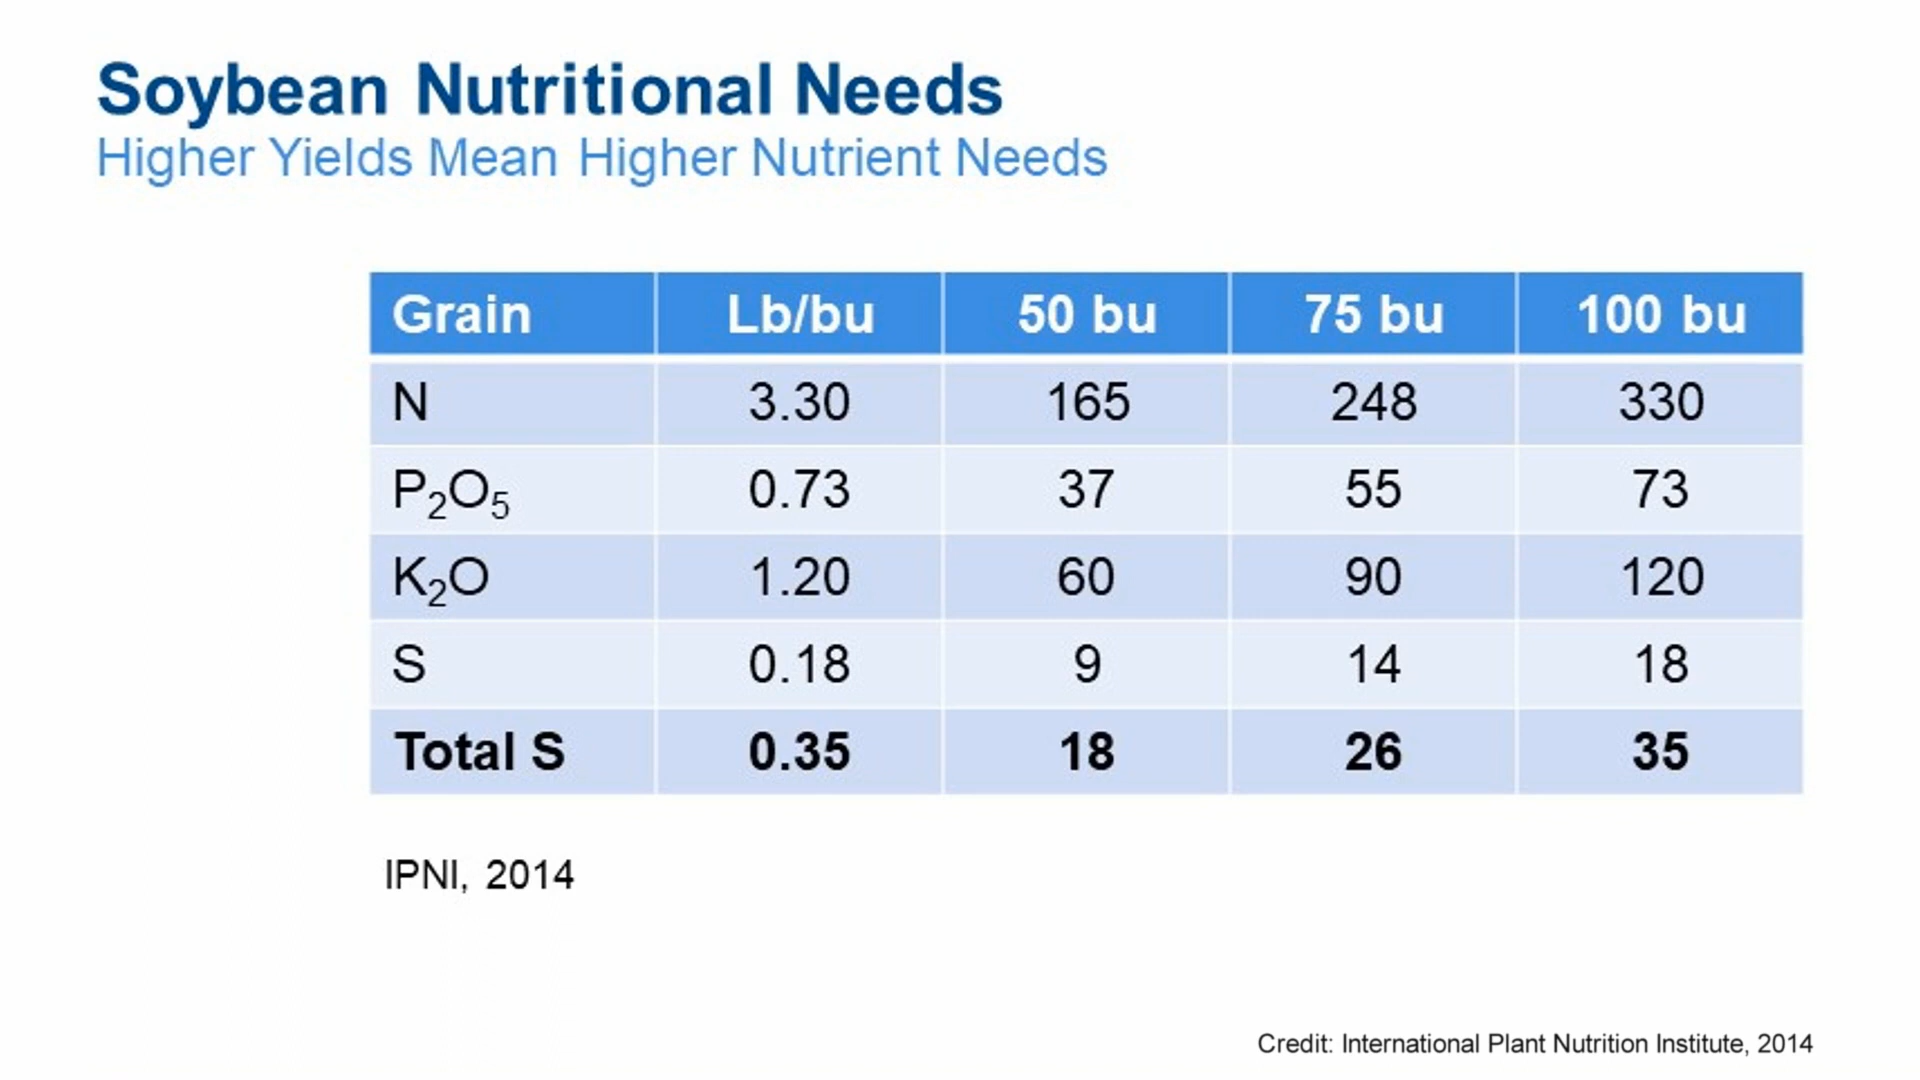 Soybean Nutritional Needs
Higher Yields Mean Higher Nutrient Needs
Grain Lb/bu 50 bu 75 bu 100 bu
N 3.30 165 248 330
P₂O₅ 0.73 37 55 73
K₂O 1.20 60 90 120
S 0.18 9 14 18
Total S 0.35 18 26 35
IPNI, 2014
Credit: International Plant Nutrition Institute, 2014